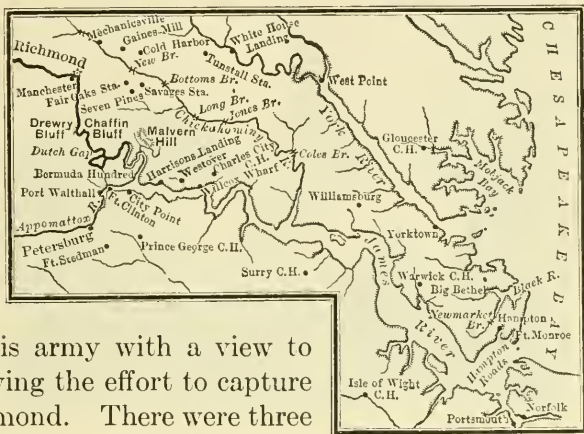 Mechanicsville
Gaines-Mill
Cold Harbor
New Br.
White House
Landing
Richmond
Tunstall Sta.
Bottoms Br.
West Point
Manchester
Fair Oaks Sta.
Savages Sta.
Seven Pines
Long Br.
Jones Br.
Drewry
Bluff
Chaffin
Bluff
Malvern
Hill
Chickahominy
R.
York
River
Gloucester
C.H.
Mobjack
Bay
CHESAPEAKE BAY
Dutch Gap
Harrisons Landing
Westover
Charles City
C.H.
Coles Br.
Bermuda Hundred
Wilcox Wharf
Port Walthall
City Point
Ft. Clinton
Williamsburg
Appomattox
R.
Petersburg
Ft. Stedman
Prince George C.H.
Yorktown
James
River
Surry C.H.
Warwick C.H.
Big Bethel
Black R.
Newmarket
Br.
Hampton
Ft. Monroe
Hampton
Roads
Isle of Wight
C.H.
Norfolk
Portsmouth
is army with a view to
ving the effort to capture
mond. There were three